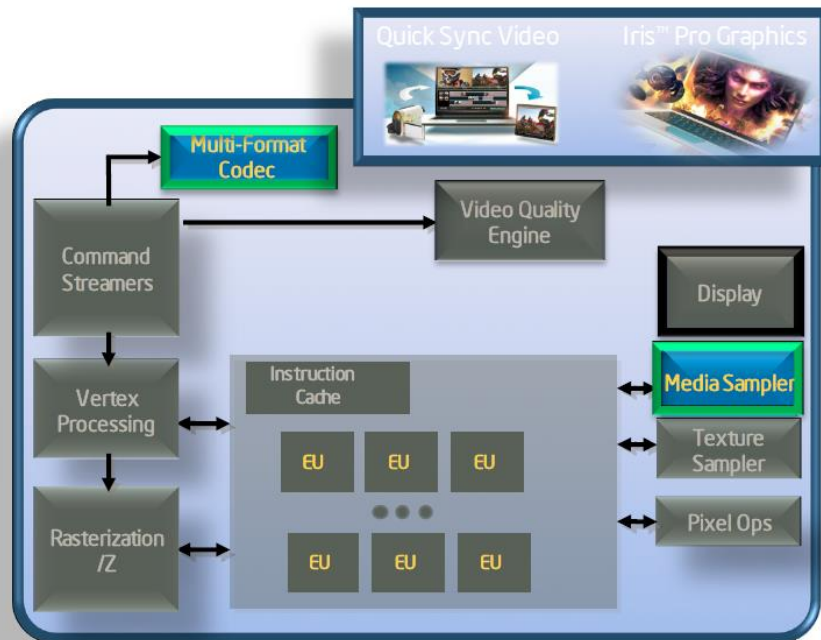 Quick Sync Video
Iris™ Pro Graphics
Multi-Format
Codec
Video Quality
Engine
Command
Streamers
Display
Instruction
Cache
Media Sampler
Vertex
Processing
EU EU EU
Texture
Sampler
Rasterization
/Z
Pixel Ops
EU EU EU